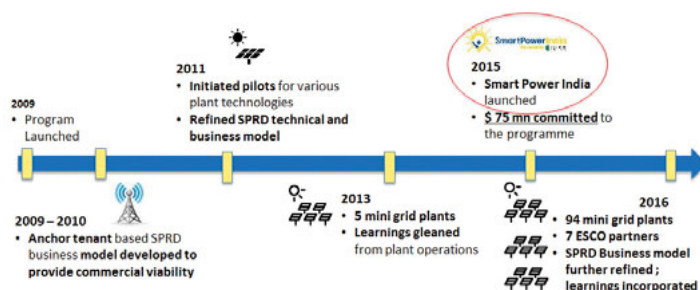 2009
• Program
Launched
2009 – 2010
• Anchor tenant based SPRD
business model developed to
provide commercial viability
2011
• Initiated pilots for various
plant technologies
• Refined SPRD technical and
business model
2013
• 5 mini grid plants
• Learnings gleaned
from plant operations
SmartPowerIndia
2015
• Smart Power India
launched
• $ 75 mn committed to
the programme
2016
• 94 mini grid plants
• 7 ESCO partners
• SPRD Business model
further refined ;
learnings incorporated